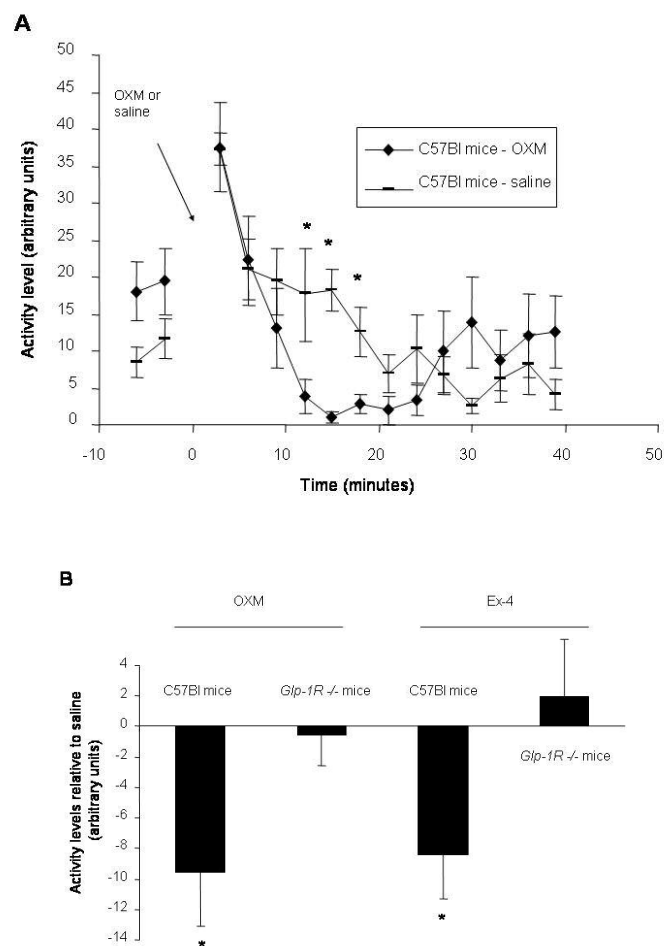 A
50
45
40
35
30
25
20
15
10
5
0
Activity level (arbitrary units)
OXM or
saline
C57Bl mice - OXM
C57Bl mice - saline
*
*
*
-10
0
10
20
30
40
50
Time (minutes)
B
OXM
Ex-4
4
2
0
-2
-4
-6
-8
-10
-12
-14
Activity levels relative to saline
(arbitrary units)
C57Bl mice
Glp-1R -/- mice
C57Bl mice
Glp-1R -/- mice
*
*